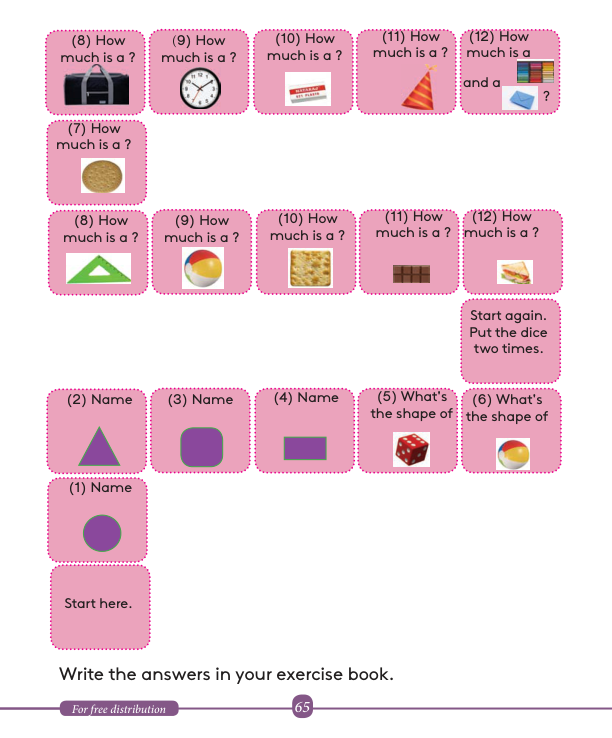 (8) How
much is a ?
(9) How
much is a ?
(10) How
much is a ?
(11) How
much is a ?
(12) How
much is a
and a
?
(7) How
much is a ?
(8) How
much is a ?
(9) How
much is a ?
(10) How
much is a ?
(11) How
much is a ?
(12) How
much is a ?
Start again.
Put the dice
two times.
(2) Name
(3) Name
(4) Name
(5) What's
the shape of
(6) What's
the shape of
(1) Name
Start here.
Write the answers in your exercise book.
For free distribution
65